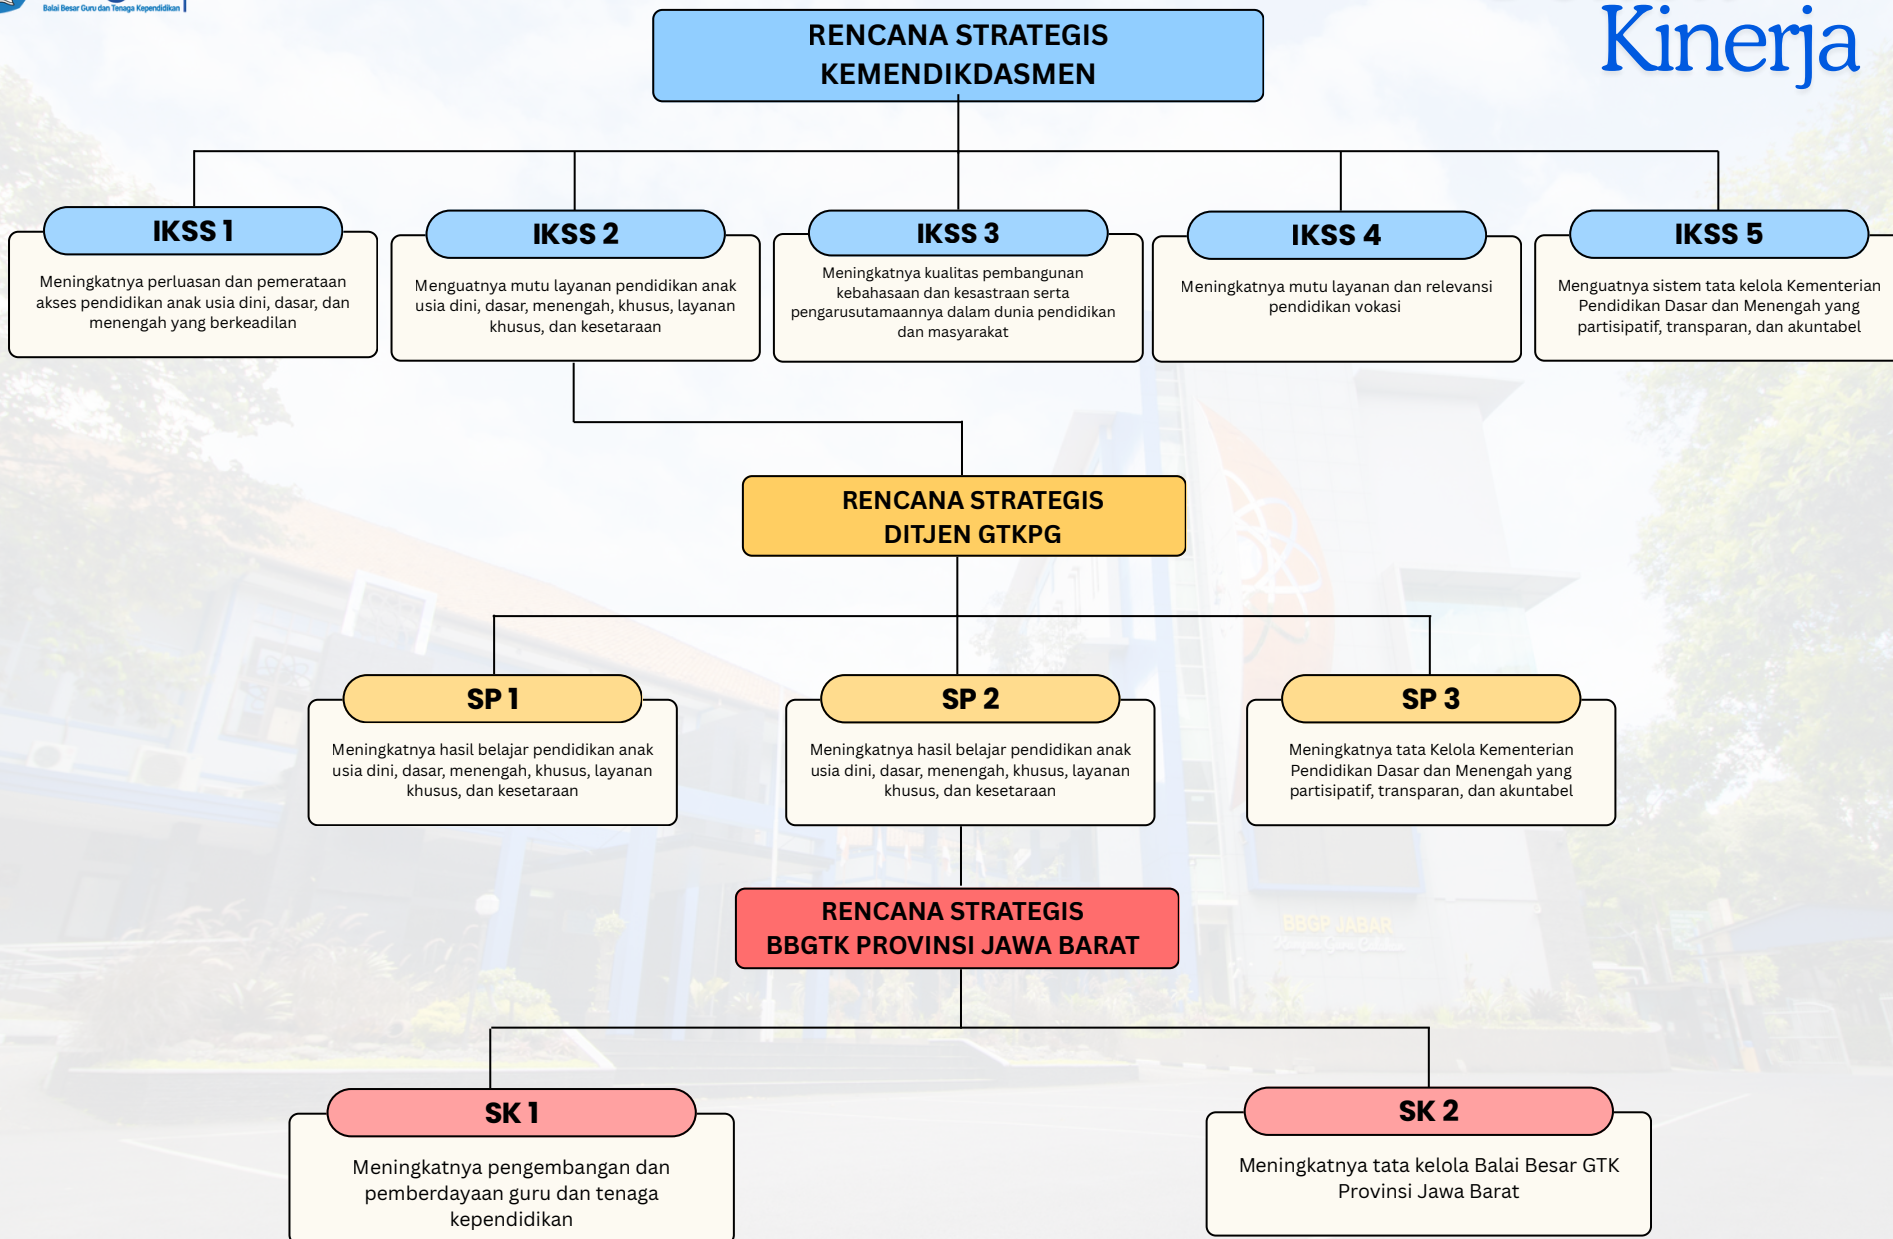 Balai Besar Guru dan Tenaga Kependidikan
Kinerja
RENCANA STRATEGIS
KEMENDIKDASMEN
IKSS 1
Meningkatnya perluasan dan pemerataan
akses pendidikan anak usia dini, dasar, dan
menengah yang berkeadilan
IKSS 2
Menguatnya mutu layanan pendidikan anak
usia dini, dasar, menengah, khusus, layanan
khusus, dan kesetaraan
IKSS 3
Meningkatnya kualitas pembangunan
kebahasaan dan kesastraan serta
pengarusutamaannya dalam dunia pendidikan
dan masyarakat
IKSS 4
Meningkatnya mutu layanan dan relevansi
pendidikan vokasi
IKSS 5
Menguatnya sistem tata kelola Kementerian
Pendidikan Dasar dan Menengah yang
partisipatif, transparan, dan akuntabel
RENCANA STRATEGIS
DITJEN GTKPG
SP 1
Meningkatnya hasil belajar pendidikan anak
usia dini, dasar, menengah, khusus, layanan
khusus, dan kesetaraan
SP 2
Meningkatnya hasil belajar pendidikan anak
usia dini, dasar, menengah, khusus, layanan
khusus, dan kesetaraan
SP 3
Meningkatnya tata Kelola Kementerian
Pendidikan Dasar dan Menengah yang
partisipatif, transparan, dan akuntabel
RENCANA STRATEGIS
BBGTK PROVINSI JAWA BARAT
BBGP JABAR
SK 1
Meningkatnya pengembangan dan
pemberdayaan guru dan tenaga
kependidikan
SK 2
Meningkatnya tata kelola Balai Besar GTK
Provinsi Jawa Barat